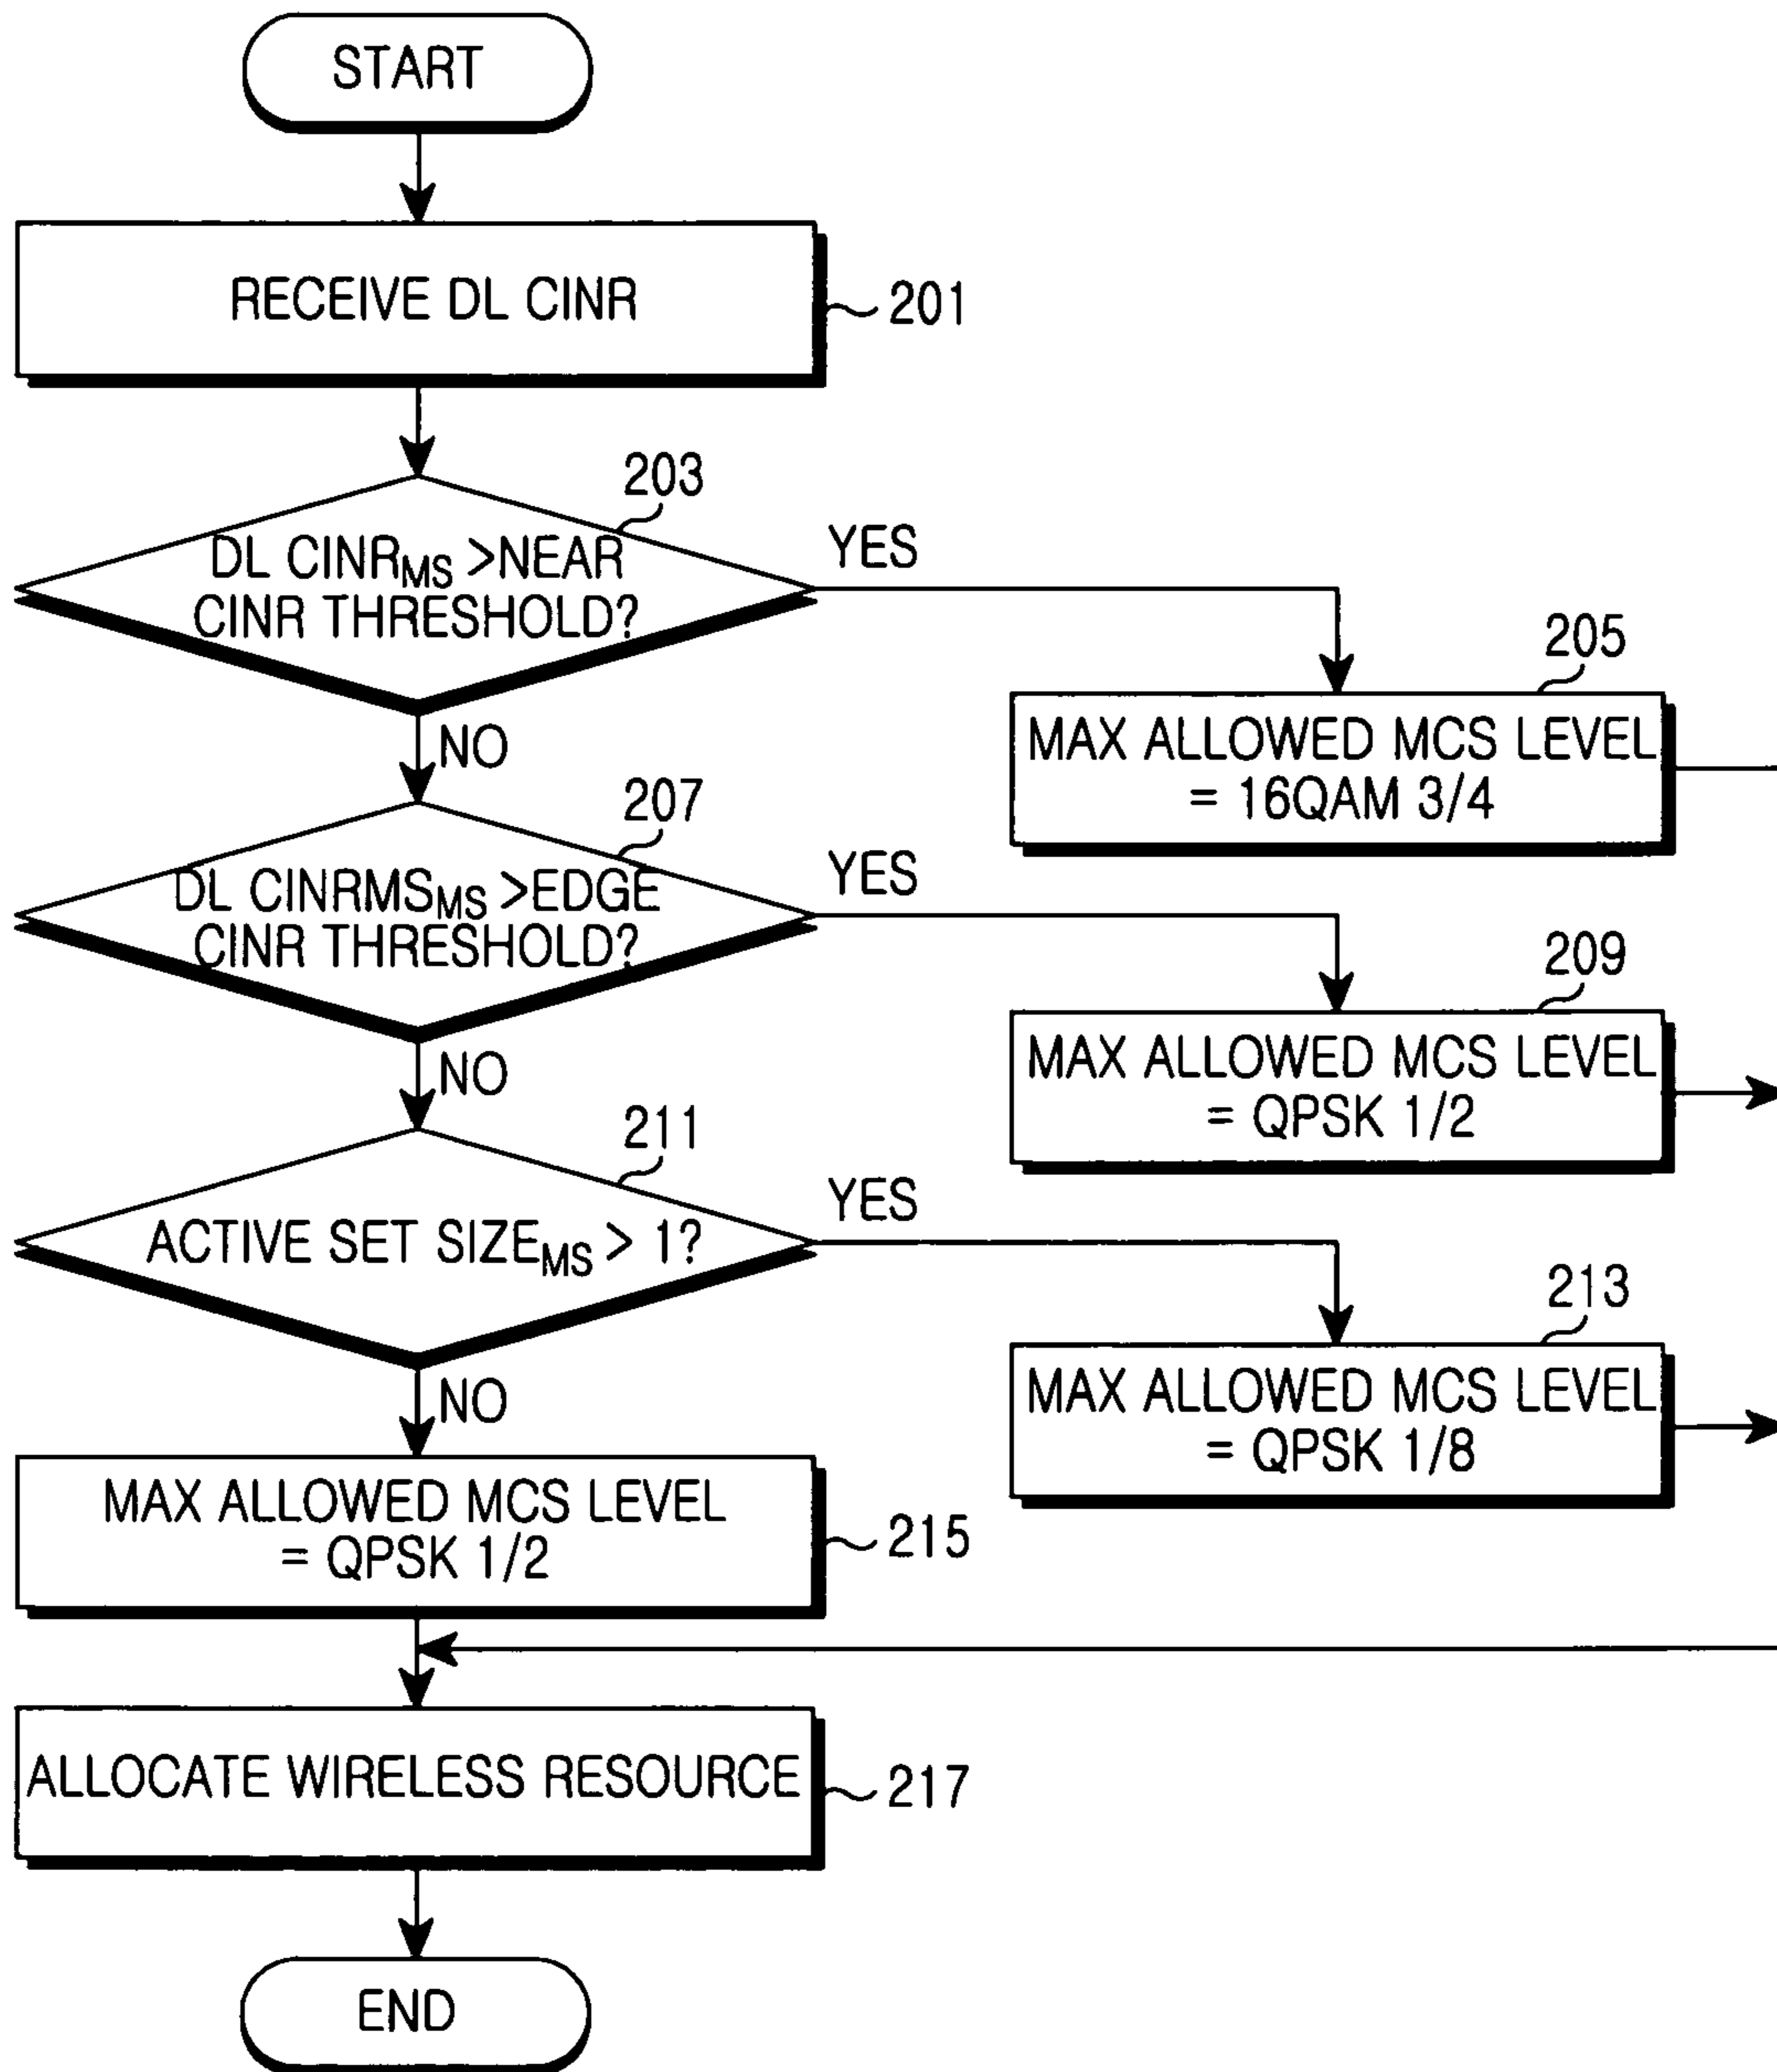 START
RECEIVE DL CINR
201
203
DL CINRMS >NEAR
CINR THRESHOLD?
YES
NO
205
MAX ALLOWED MCS LEVEL
= 16QAM 3/4
207
DL CINRMSMS >EDGE
CINR THRESHOLD?
YES
NO
209
MAX ALLOWED MCS LEVEL
= QPSK 1/2
211
ACTIVE SET SIZEMS > 1?
YES
NO
213
MAX ALLOWED MCS LEVEL
= QPSK 1/8
MAX ALLOWED MCS LEVEL
= QPSK 1/2
215
ALLOCATE WIRELESS RESOURCE
217
END